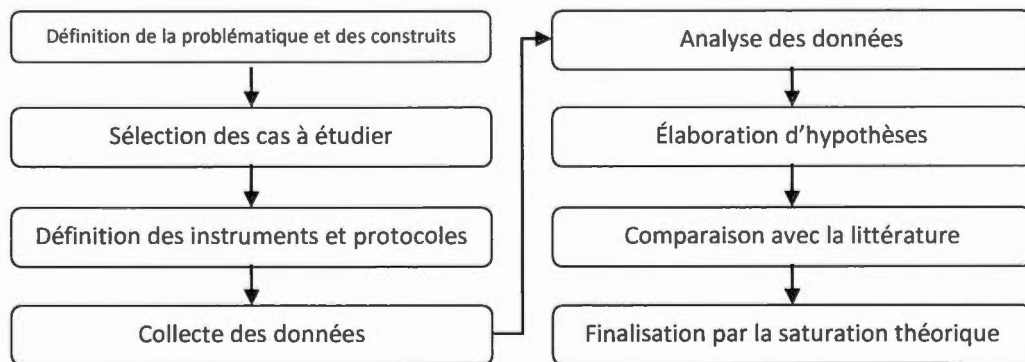 Définition de la problématique et des construits
Sélection des cas à étudier
Définition des instruments et protocoles
Collecte des données
Analyse des données
Élaboration d'hypothèses
Comparaison avec la littérature
Finalisation par la saturation théorique